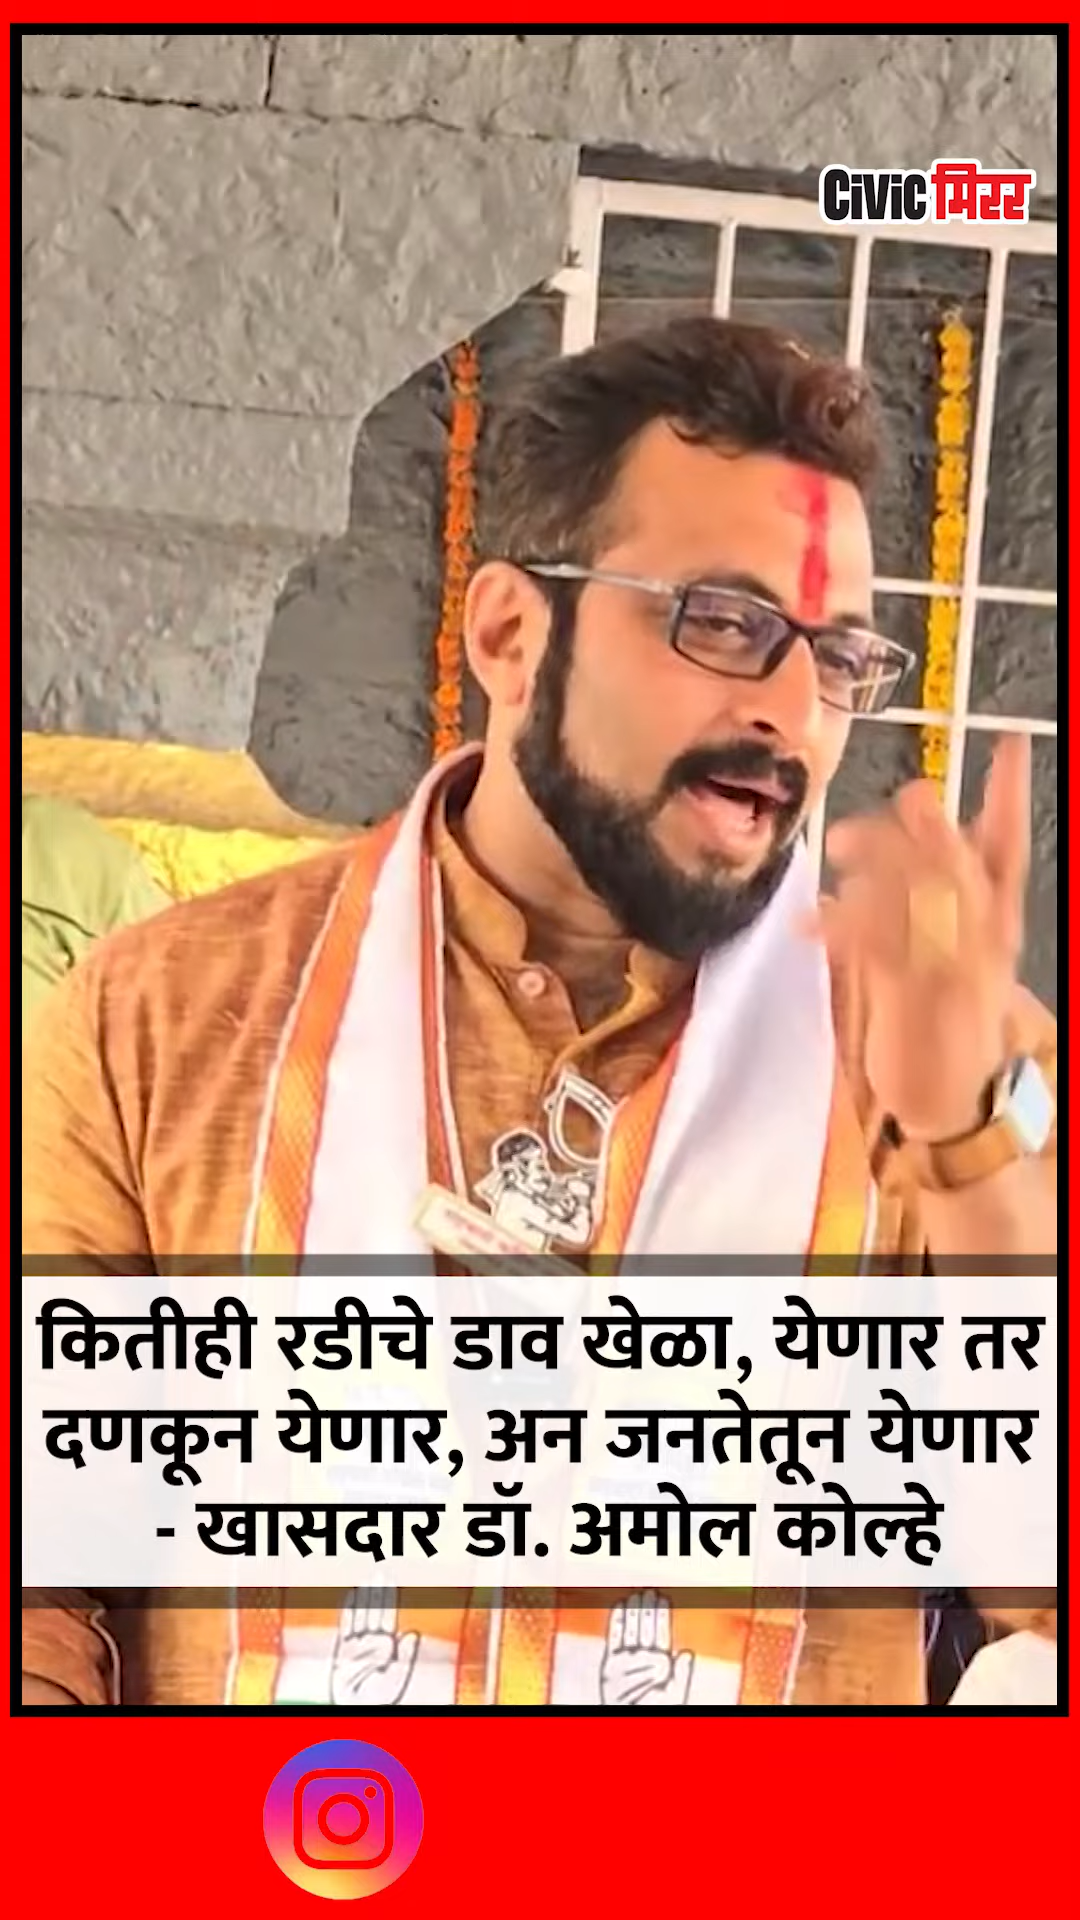 CIVIC मिरर
कितीही रडीचे डाव खेळा, येणार तर
दणकून येणार, अन जनतेतून येणार
- खासदार डॉ. अमोल कोल्हे